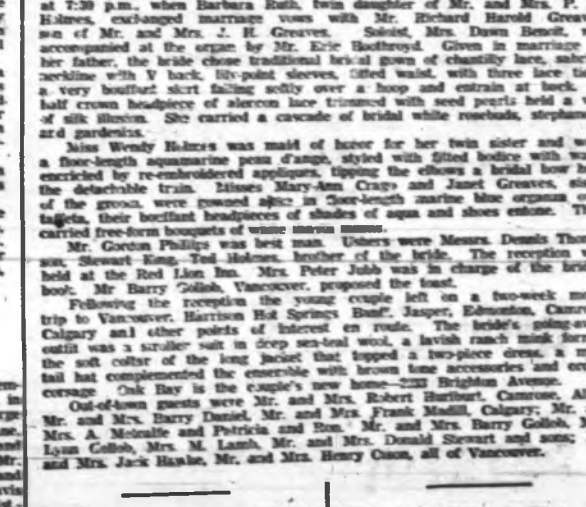 at 7:30 p.m., when Barbara Ruth, twin daughter of Mr. and Mrs. P.
Holmes, exchanged marriage vows with Mr. Richard Harold Grea-
son of Mr. and Mrs. J. H. Greaves. Soloist, Mrs. Dawn Benoit,
accompanied at the organ by Mr. Eric Boothroyd. Given in marriage
her father, the bride chose traditional bridal gown of chantilly lace,
neckline with V back, lily-point sleeves, fitted waist, with three lace
a very bouffant skirt falling softly over a hoop and entrain at back.
half crown headpiece of alencon lace trimmed with seed pearls held a
of silk illusion. She carried a cascade of bridal white rosebuds, stephan
and gardenias.
Miss Wendy Holmes was maid of honor for her twin sister and
a floor-length aquamarine peau d'ange, styled with fitted bodice with
encircled by re-embroidered appliques, tipping the elbows a bridal bow
the detachable train. Misses Mary-Ann Crago and Janet Greaves,
of the groom, were gowned alike in floor-length marine blue organza
taffeta, their bouffant headpieces of shades of aqua and shoes entone.
carried free-form bouquets of white
Mr. Gordon Phillips was best man. Ushers were Messrs. Dennis
son, Stewart King, Ted Holmes, brother of the bride. The reception
held at the Red Lion Inn. Mrs. Peter Jubb was in charge of the
book. Mr Barry Golloh, Vancouver, proposed the toast.
Following the reception the young couple left on a two-week
trip to Vancouver, Harrison Hot Springs Banff, Jasper, Edmonton,
Calgary and other points of interest en route. The bride's going-
outfit was a stroller suit in deep sea-teal wool, a lavish ranch mink
the soft collar of the long jacket that topped a two-piece dress, a
tail hat complemented the ensemble with brown tone accessories and
corsage Oak Bay is the couple's new home— Brighton Avenue.
Out-of-town guests were Mr. and Mrs. Robert Hurlburt, Camrose,
Mr. and Mrs. Barry Daniel, Mr. and Mrs. Frank Madill, Calgary; Mr.
Mrs. A. Metcalfe and Patricia and Ron. Mr. and Mrs. Barry Golloh,
Lynn Golloh, Mrs. M. Lamb, Mr. and Mrs. Donald Stewart and sons;
and Mrs. Jack Hawke, Mr. and Mrs. Henry all of Vancouver.